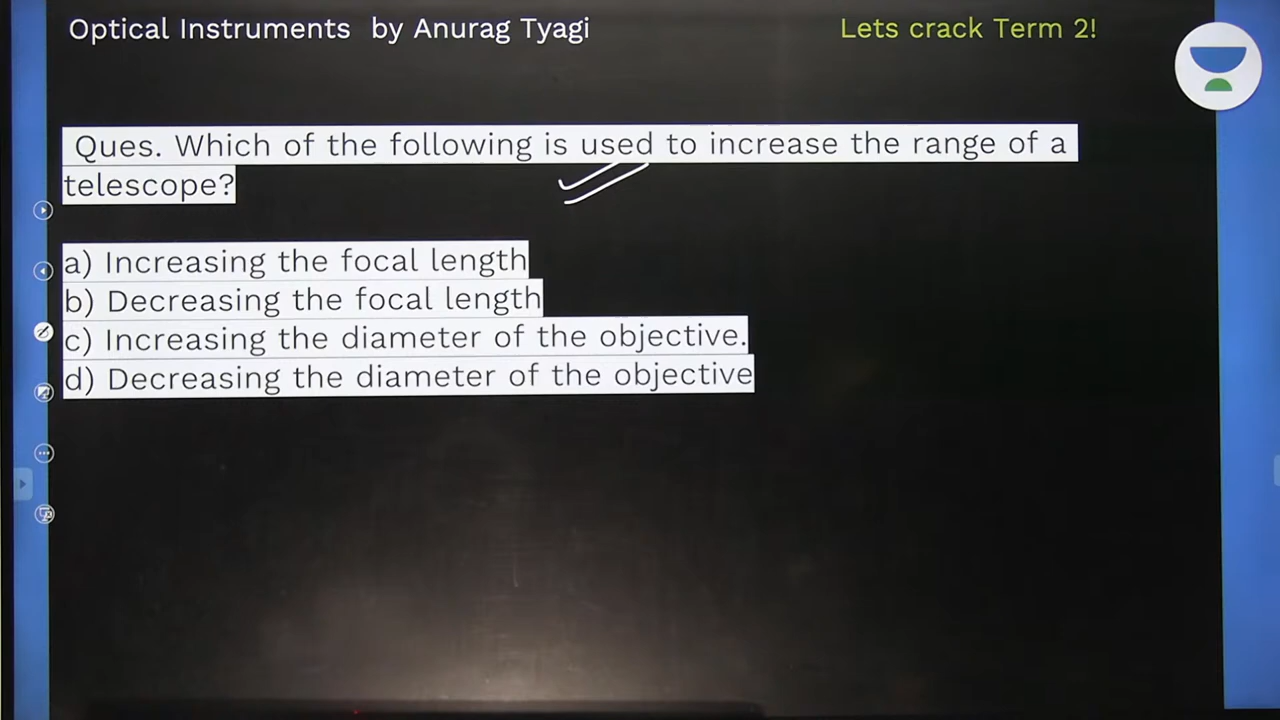 Optical Instruments by Anurag Tyagi
Lets crack Term 2!
Ques. Which of the following is used to increase the range of a
telescope?
a) Increasing the focal length
b) Decreasing the focal length
c) Increasing the diameter of the objective.
d) Decreasing the diameter of the objective